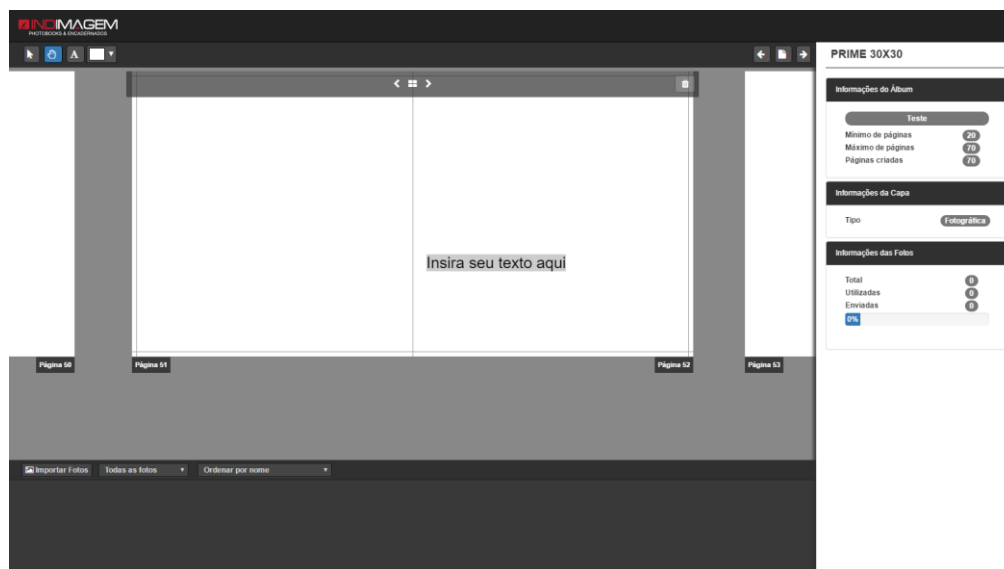 INDIMAGEM
PHOTOBOOKS & ENCADERNADOS
A
PRIME 30X30
Informações do Álbum
Teste
Mínimo de páginas 20
Máximo de páginas 70
Páginas criadas 70
Informações da Capa
Tipo Fotográfica
Informações das Fotos
Total 0
Utilizadas 0
Enviadas 0
0%
Insira seu texto aqui
Página 50
Página 51
Página 52
Página 53
Importar Fotos
Todas as fotos
Ordenar por nome